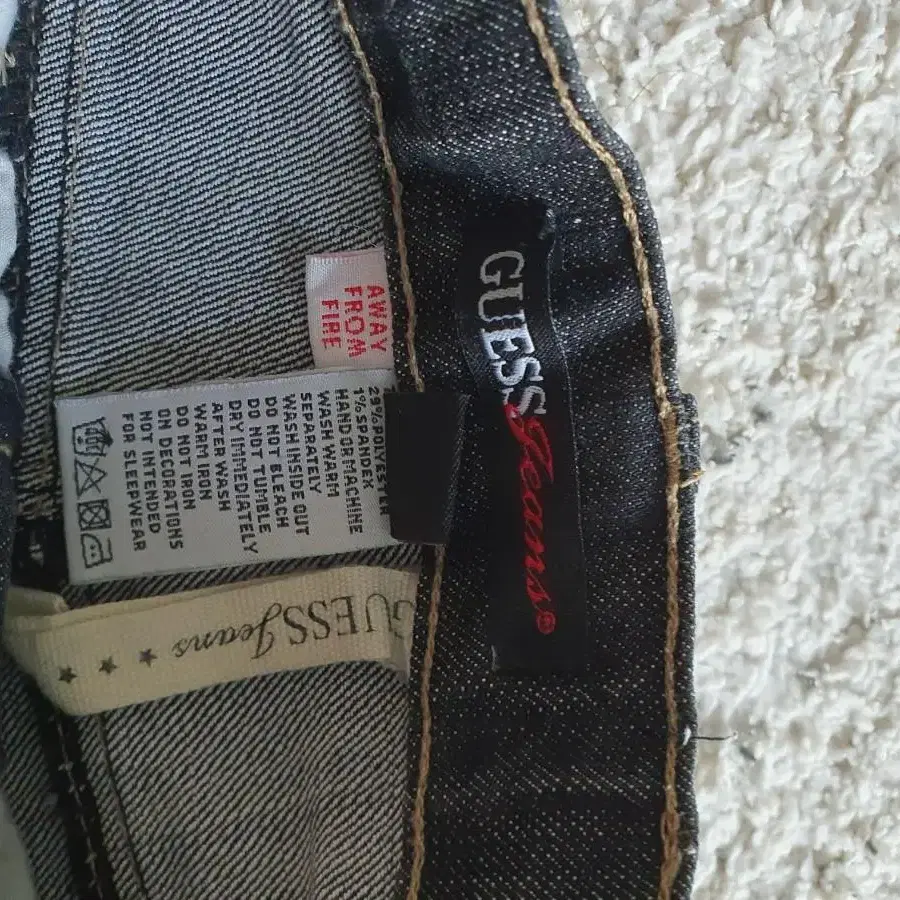 GUESS Jeans®
AWAY
FROM
FIRE
29% POLYESTER
1% SPANDEX
HAND OR MACHINE
WASH WARM
SEPARATELY
WASH INSIDE OUT
DO NOT BLEACH
DO NOT TUMBLE
DRY IMMEDIATELY
AFTER WASH
WARM IRON
DO NOT IRON
ON DECORATIONS
NOT INTENDED
FOR SLEEPWEAR
GUESS Jeans ★ ★ ★